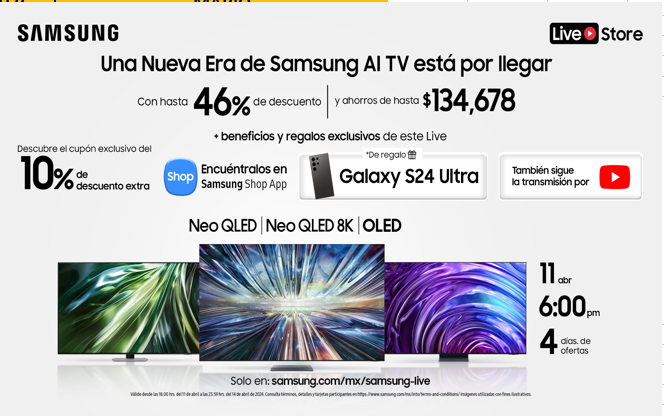 SAMSUNG
Live Store
Una Nueva Era de Samsung AI TV está por llegar
Con hasta 46% de descuento
y ahorros de hasta $134,678
+ beneficios y regalos exclusivos de este Live
Descubre el cupón exclusivo del
10% de descuento extra
Shop
Encuéntralos en
Samsung Shop App
*De regalo
Galaxy S24 Ultra
También sigue
la transmisión por
Neo QLED | Neo QLED 8K | OLED
11 abr
6:00 pm
4 días. de
ofertas
Solo en: samsung.com/mx/samsung-live
Válido desde las 18:00 hrs. del 11 de abril a las 23:59 hrs. del 14 de abril de 2024. Consulta términos, detalles y tarjetas participantes en https://www.samsung.com/mx/info/terms-and-conditions/ Imágenes utilizadas con fines ilustrativos.